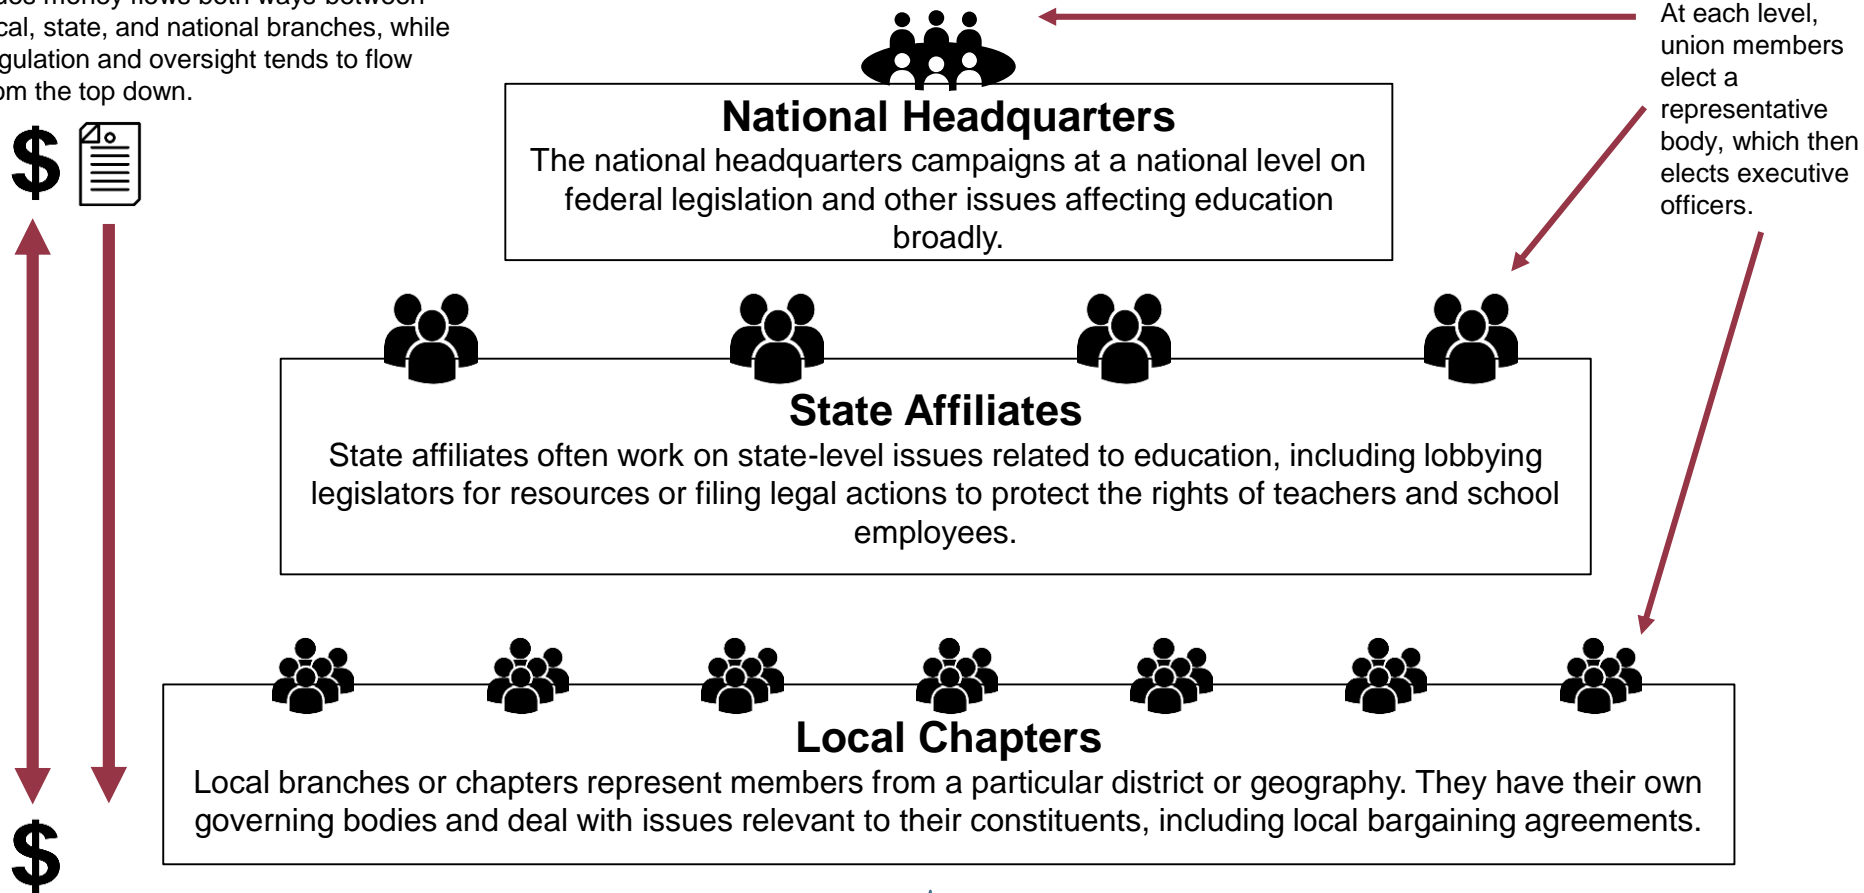 money flows both ways between
state, and national branches, while
and oversight tends to flow
the top down.
$
National Headquarters
The national headquarters campaigns at a national level on
federal legislation and other issues affecting education
broadly.
At each level,
union members
elect a
representative
body, which then
elects executive
officers.
State Affiliates
State affiliates often work on state-level issues related to education, including lobbying
legislators for resources or filing legal actions to protect the rights of teachers and school
employees.
Local Chapters
Local branches or chapters represent members from a particular district or geography. They have their own
governing bodies and deal with issues relevant to their constituents, including local bargaining agreements.
$